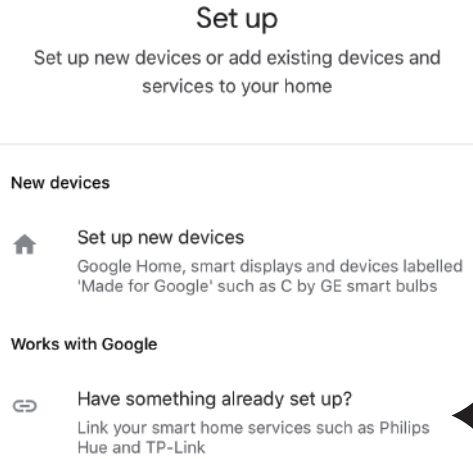 Set up
Set up new devices or add existing devices and
services to your home
New devices
Set up new devices
Google Home, smart displays and devices labelled
'Made for Google' such as C by GE smart bulbs
Works with Google
Have something already set up?
Link your smart home services such as Philips
Hue and TP-Link